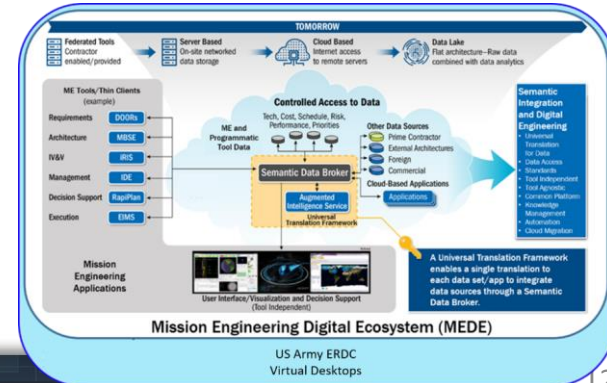 TOMORROW
Federated Tools
Contractor
enabled/provided
Server Based
On-site networked
data storage
Cloud Based
Internet access
to remote servers
Data Lake
Flat architecture—Raw data
combined with data analytics
ME Tools/Thin Clients
(example)
Requirements
DOORs
Architecture
MBSE
IV&V
IRIS
Management
IDE
Decision Support
RapiPlan
Execution
EIMS
Mission
Engineering
Applications
Controlled Access to Data
ME and
Programmatic
Tool Data
Tech, Cost, Schedule, Risk,
Performance, Priorities
Other Data Sources
Prime Contractor
External Architectures
Foreign
Commercial
Semantic Data Broker
Cloud-Based Applications
Applications
Augmented
Intelligence Service
Universal
Translation Framework
Semantic
Integration
and Digital
Engineering
• Universal
Translation
for Data
• Data Access
• Standards
• Tool Independent
• Tool Agnostic
• Common Platform
• Knowledge
Management
• Automation
• Cloud Migration
A Universal Translation Framework
enables a single translation to
each data set/app to integrate
data sources through a Semantic
Data Broker.
User Interface/Visualization and Decision Support
(Tool Independent)
Mission Engineering Digital Ecosystem (MEDE)
US Army ERDC
Virtual Desktops